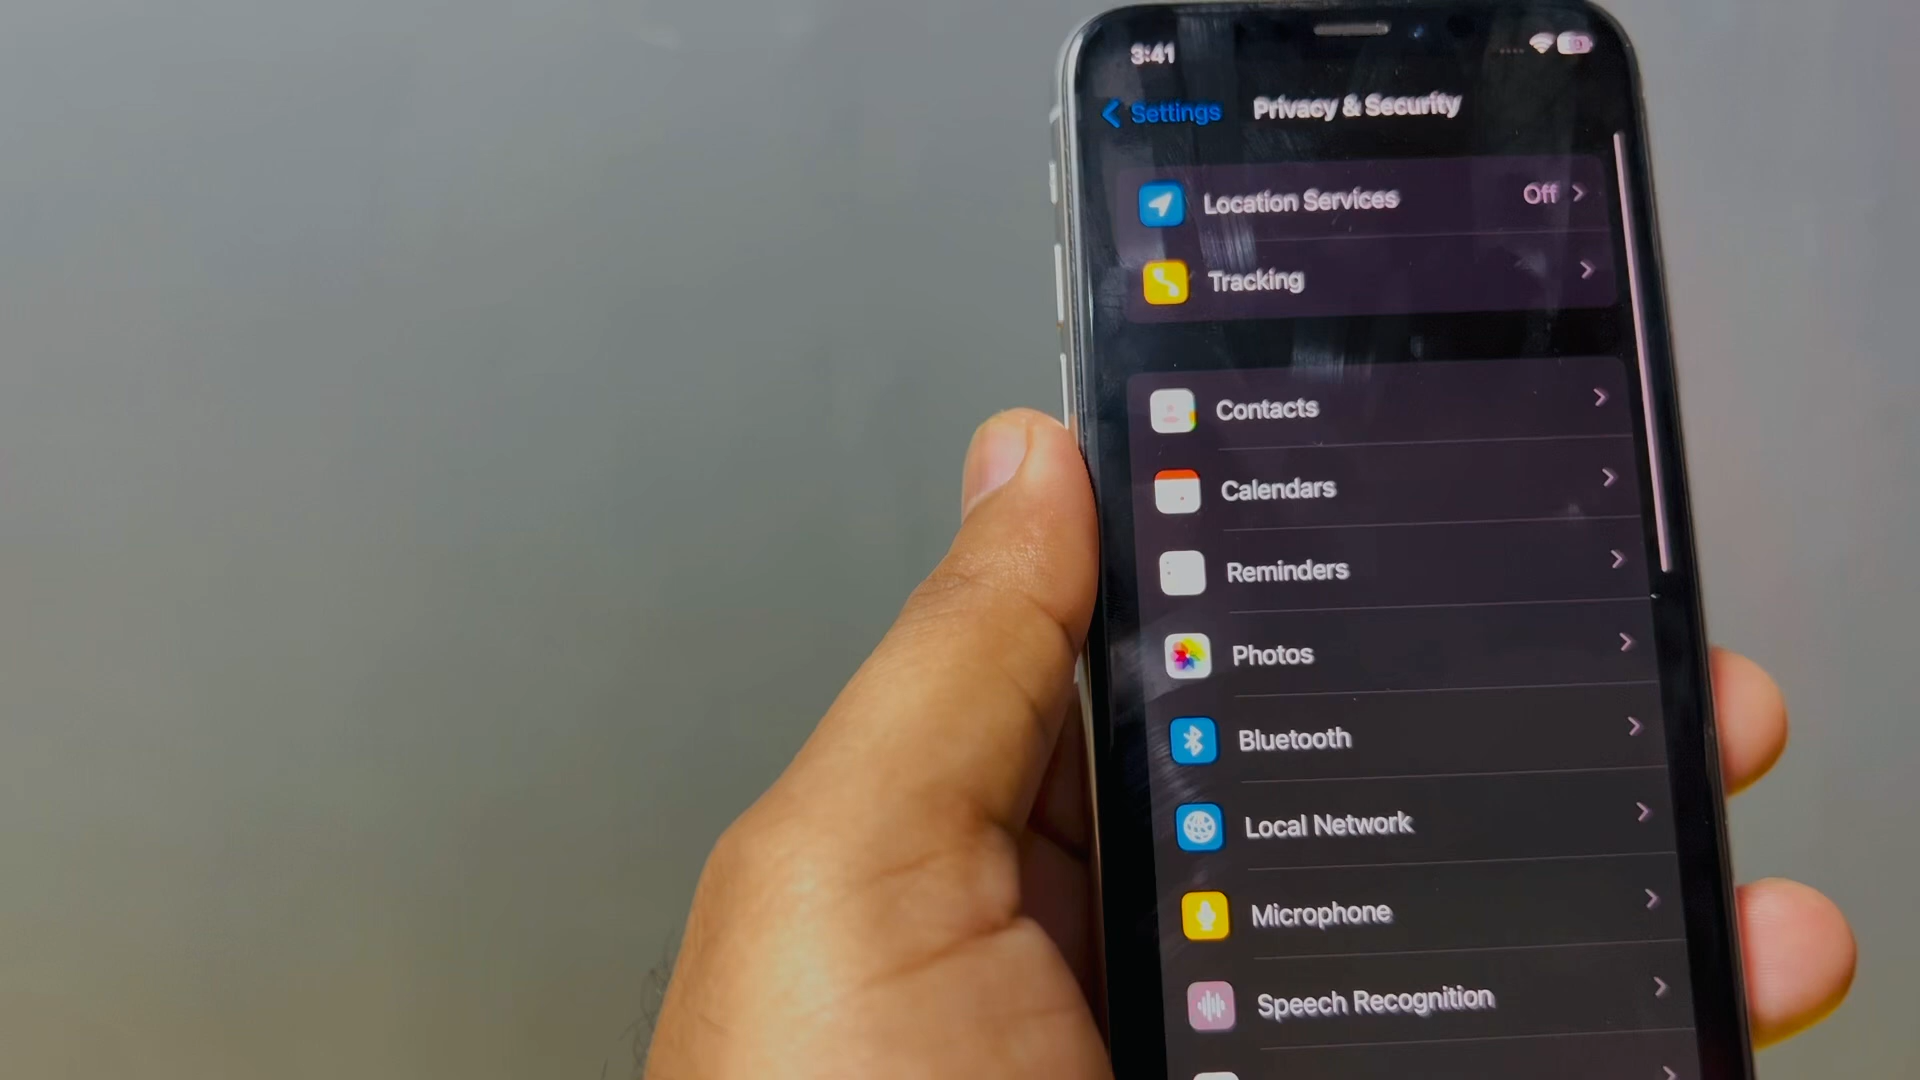 3:41
Settings Privacy & Security
Location Services Off
Tracking
Contacts
Calendars
Reminders
Photos
Bluetooth
Local Network
Microphone
Speech Recognition